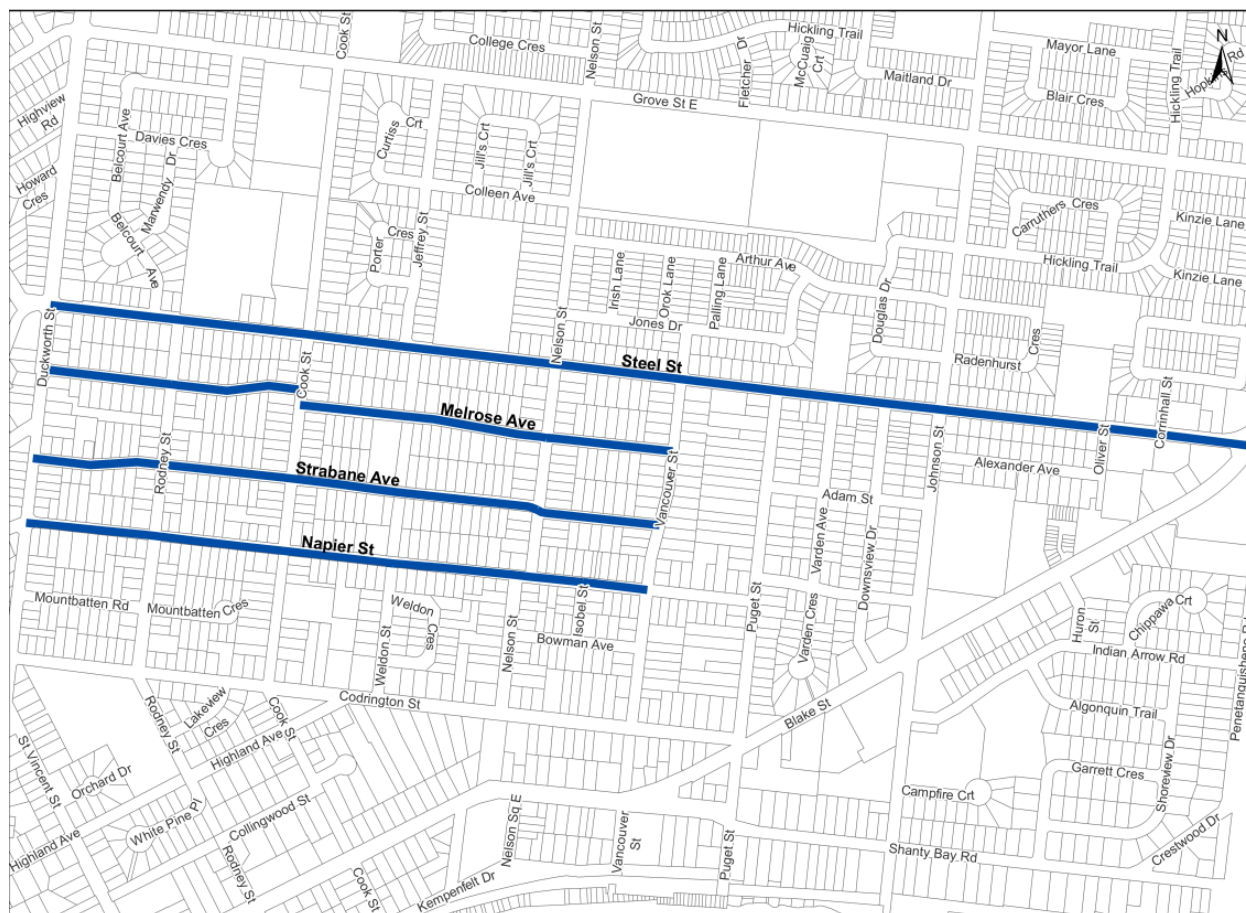 Cook St
College Cres
Nelson St
Hickling Trail
Fletcher Dr
McCuaig
Crt
Maitland Dr
Mayor Lane
Blair Cres
Hickling Trail
N
Rd
Highview
Rd
Grove St E
Belcourt Ave
Davies Cres
Marwendy Dr
Howard
Cres
Belcourt Ave
Curtiss
Crt
Jill's Crt
Jill's Crt
Colleen Ave
Porter
Cres
Jeffrey St
Carruthers
Cres
Kinzie Lane
Hickling Trail
Kinzie Lane
Irish Lane
Orok Lane
Palling Lane
Arthur Ave
Douglas Dr
Jones Dr
Nelson St
Duckworth St
Cook St
Steel St
Radenhurst
Cres
Corrinhall St
Melrose Ave
Rodney St
Strabane Ave
Vancouver St
Johnson St
Oliver St
Alexander Ave
Adam St
Varden Ave
Downsview Dr
Napier St
Mountbatten Rd
Mountbatten Cres
Weldon
Cres
Weldon St
Nelson St
Isobel St
Bowman Ave
Puget St
Varden Cres
Huron
St
Chippawa
Crt
Indian Arrow Rd
Codrington St
Blake St
Algonquin Trail
Rodney St
Lakeview
Cres
Cook St
Highland Ave
St Vincent St
Orchard Dr
White Pine Pl
Collingwood St
Highland Ave
Rodney St
Cook St
Nelson Sq E
Vancouver
St
Puget St
Kempenfelt Dr
Garrett Cres
Shoreview Dr
Campfire Crt
Shanty Bay Rd
Crestwood Dr